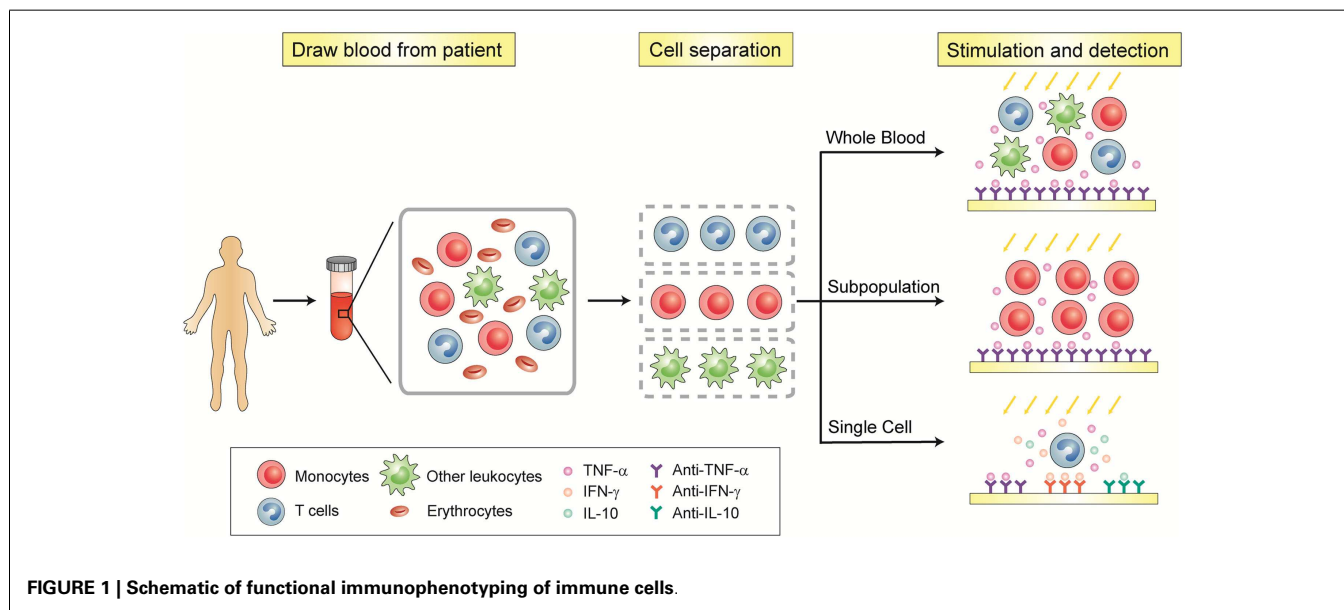 Draw blood from patient
Cell separation
Stimulation and detection
Whole Blood
Subpopulation
Single Cell
Monocytes
Other leukocytes
TNF-α
Anti-TNF-α
T cells
Erythrocytes
IFN-γ
Anti-IFN-γ
IL-10
Anti-IL-10
FIGURE 1 | Schematic of functional immunophenotyping of immune cells.